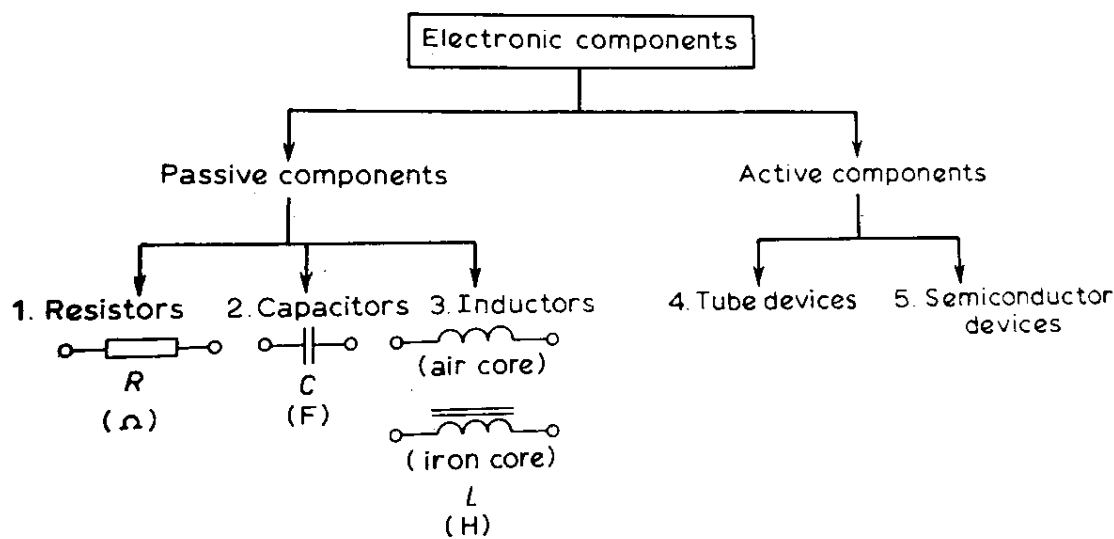 Electronic components
Passive components
Active components
1. Resistors
2. Capacitors
3. Inductors
4. Tube devices
5. Semiconductor
devices
(air core)
R
C
(Ω)
(F)
(iron core)
L
(H)